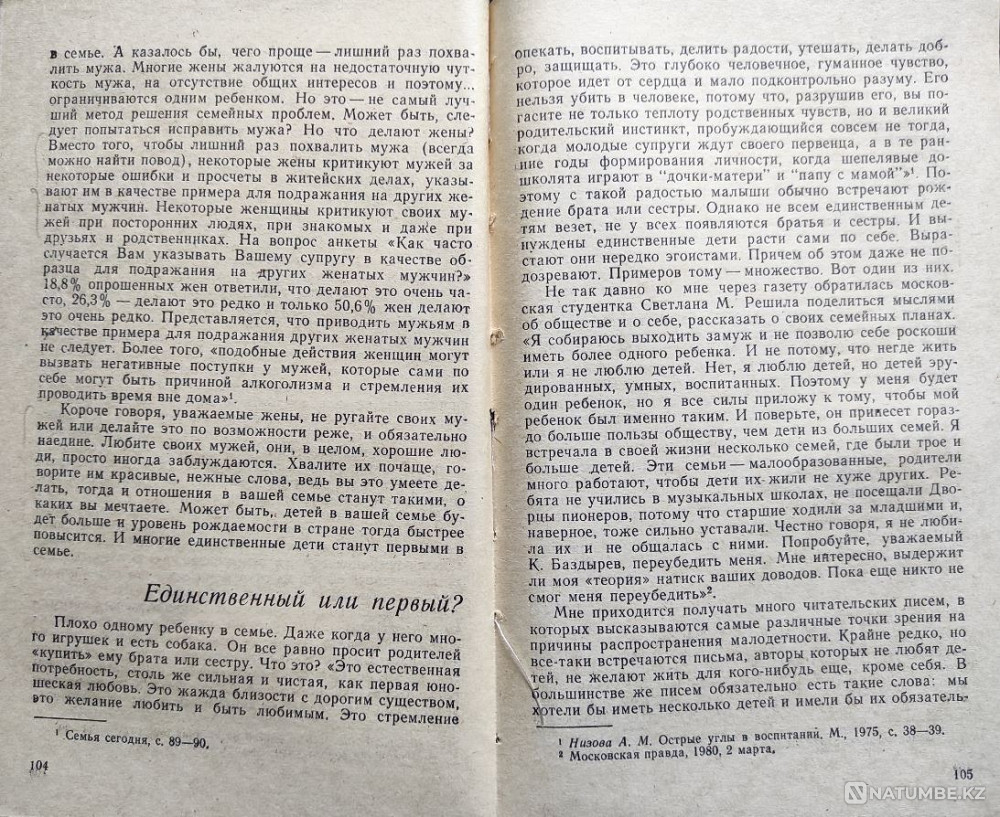 в семье. А казалось бы, чего проще — лишний раз похва-
лить мужа. Многие жены жалуются на недостаточную чут-
кость мужа, на отсутствие общих интересов и поэтому...
ограничиваются одним ребенком. Но это — не самый луч-
ший метод решения семейных проблем. Может быть, сле-
дует попытаться исправить мужа? Но что делают жены?
Вместо того, чтобы лишний раз похвалить мужа (всегда
можно найти повод), некоторые жены критикуют мужей за
некоторые ошибки и просчеты в житейских делах, указы-
вают им в качестве примера для подражания на других же-
натых мужчин. Некоторые женщины критикуют своих му-
жей при посторонних людях, при знакомых и даже при
друзьях и родственниках. На вопрос анкеты «Как часто
случается Вам указывать Вашему супругу в качестве об-
разца для подражания на других женатых мужчин?»
18,8% опрошенных жен ответили, что делают это очень ча-
сто, 26,3% — делают это редко и только 50,6% жен делают
это очень редко. Представляется, что приводить мужьям в
качестве примера для подражания других женатых мужчин
не следует. Более того, «подобные действия женщин могут
вызвать негативные поступки у мужей, которые сами по
себе могут быть причиной алкоголизма и стремления их
проводить время вне дома»¹.
Короче говоря, уважаемые жены, не ругайте своих му-
жей или делайте это по возможности реже, и обязательно
наедине. Любите своих мужей, они, в целом, хорошие лю-
ди, просто иногда заблуждаются. Хвалите их почаще, го-
ворите им красивые, нежные слова, ведь вы это умеете де-
лать, тогда и отношения в вашей семье станут такими, о
каких вы мечтаете. Может быть, детей в вашей семье бу-
дет больше и уровень рождаемости в стране тогда быстрее
повысится. И многие единственные дети станут первыми в
семье.
Единственный или первый?
Плохо одному ребенку в семье. Даже когда у него мно-
го игрушек и есть собака. Он все равно просит родителей
«купить» ему брата или сестру. Что это? «Это естественная
потребность, столь же сильная и чистая, как первая юно-
шеская любовь. Это жажда близости с дорогим существом,
это желание любить и быть любимым. Это стремление
¹ Семья сегодня, с. 89—90.
104
опекать, воспитывать, делить радости, утешать, делать доб-
ро, защищать. Это глубоко человечное, гуманное чувство,
которое идет от сердца и мало подконтрольно разуму. Его
нельзя убить в человеке, потому что, разрушив его, вы по-
гасите не только теплоту родственных чувств, но и великий
родительский инстинкт, пробуждающийся совсем не тогда,
когда молодые супруги ждут своего первенца, а в те ран-
ние годы формирования личности, когда шепелявые до-
школята играют в "дочки-матери" и "папу с мамой"»¹. По-
этому с такой радостью малыши обычно встречают рож-
дение брата или сестры. Однако не всем единственным де-
тям везет, не у всех появляются братья и сестры. И вы-
нуждены единственные дети расти сами по себе. Выра-
стают они нередко эгоистами. Причем об этом даже не по-
дозревают. Примеров тому — множество. Вот один из них.
Не так давно ко мне через газету обратилась москов-
ская студентка Светлана М. Решила поделиться мыслями
об обществе и о себе, рассказать о своих семейных планах.
«Я собираюсь выходить замуж и не позволю себе роскоши
иметь более одного ребенка. И не потому, что негде жить
или я не люблю детей. Нет, я люблю детей, но детей эру-
дированных, умных, воспитанных. Поэтому у меня будет
один ребенок, но я все силы приложу к тому, чтобы мой
ребенок был именно таким. И поверьте, он принесет гораз-
до больше пользы обществу, чем дети из больших семей. Я
встречала в своей жизни несколько семей, где были трое и
больше детей. Эти семьи — малообразованные, родители
много работают, чтобы дети их жили не хуже других. Ре-
бята не учились в музыкальных школах, не посещали Дво-
рцы пионеров, потому что старшие ходили за младшими и,
наверное, тоже сильно уставали. Честно говоря, я не люби-
ла их и не общалась с ними. Попробуйте, уважаемый
К. Баздырев, переубедить меня. Мне интересно, выдержит
ли моя «теория» натиск ваших доводов. Пока еще никто не
смог меня переубедить»².
Мне приходится получать много читательских писем, в
которых высказываются самые различные точки зрения на
причины распространения малодетности. Крайне редко, но
все-таки встречаются письма, авторы которых не любят де-
тей, не желают жить для кого-нибудь еще, кроме себя. В
большинстве же писем обязательно есть такие слова: мы
хотели бы иметь несколько детей и имели бы их обязатель-
¹ Низова А. М. Острые углы в воспитаний. М., 1975, с. 38—39.
² Московская правда, 1980, 2 марта.
105
NATUMBE.KZ